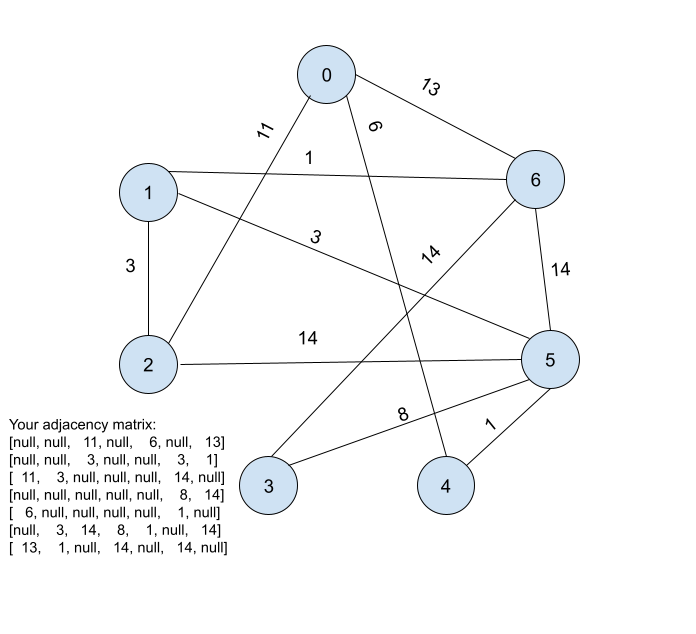 0
13
11
6
1
6
1
3
14
3
14
14
2
5
8
1
3
4
Your adjacency matrix:
[null, null, 11, null, 6, null, 13]
[null, null, 3, null, null, 3, 1]
[ 11, 3, null, null, null, 14, null]
[null, null, null, null, null, 8, 14]
[ 6, null, null, null, null, 1, null]
[null, 3, 14, 8, 1, null, 14]
[ 13, 1, null, 14, null, 14, null]